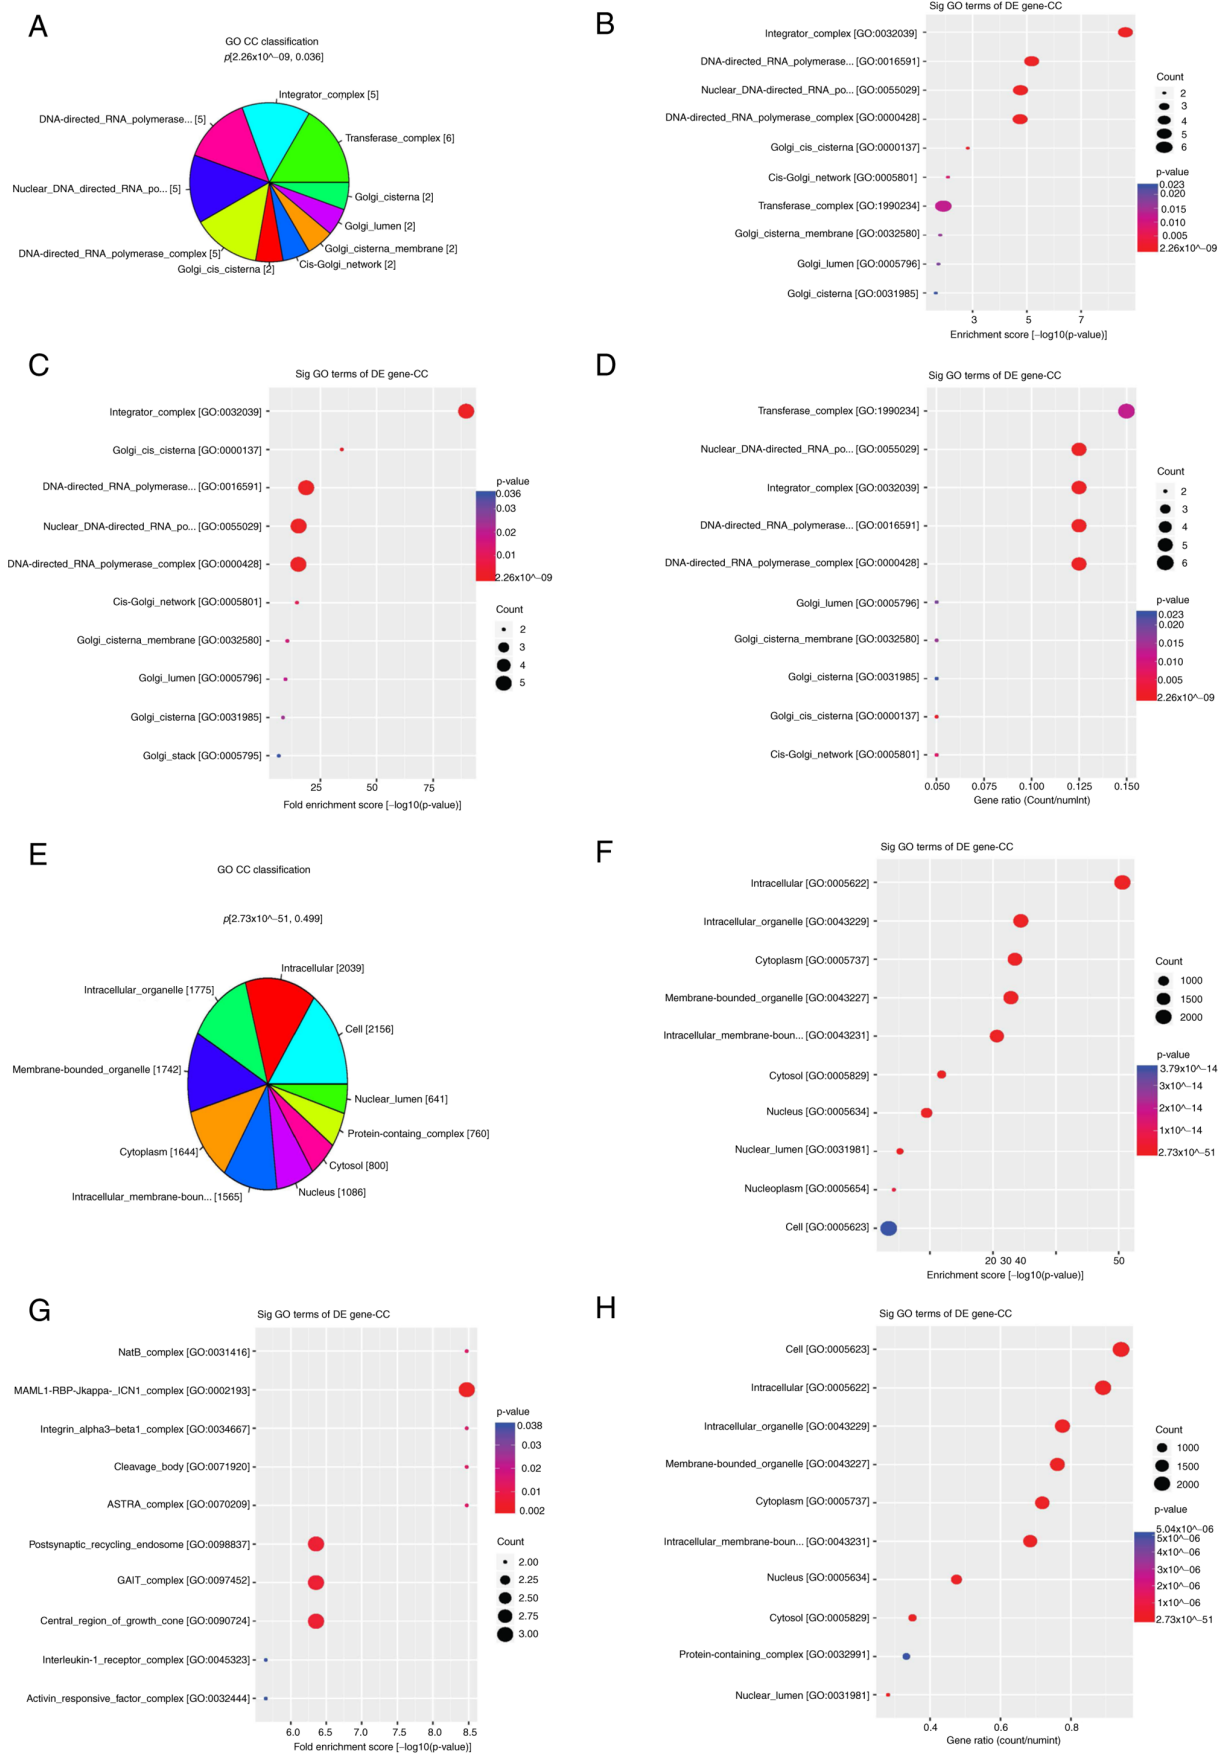 A
GO CC classification
p[2.26x10^–09, 0.036]
Integrator_complex [5]
DNA-directed_RNA_polymerase... [5]
Transferase_complex [6]
Nuclear_DNA_directed_RNA_po... [5]
Golgi_cisterna [2]
Golgi_lumen [2]
DNA-directed_RNA_polymerase_complex [5]
Golgi_cisterna_membrane [2]
Golgi_cis_cisterna [2]
Cis-Golgi_network [2]
B
Sig GO terms of DE gene-CC
Integrator_complex [GO:0032039]
DNA-directed_RNA_polymerase... [GO:0016591]
Nuclear_DNA-directed_RNA_po... [GO:0055029]
DNA-directed_RNA_polymerase_complex [GO:0000428]
Golgi_cis_cisterna [GO:0000137]
Cis-Golgi_network [GO:0005801]
Transferase_complex [GO:1990234]
Golgi_cisterna_membrane [GO:0032580]
Golgi_lumen [GO:0005796]
Golgi_cisterna [GO:0031985]
3 5 7
Enrichment score [–log10(p-value)]
Count
2
3
4
5
6
p-value
0.023
0.020
0.015
0.010
0.005
2.26x10^–09
C
Sig GO terms of DE gene-CC
Integrator_complex [GO:0032039]
Golgi_cis_cisterna [GO:0000137]
DNA-directed_RNA_polymerase... [GO:0016591]
Nuclear_DNA-directed_RNA_po... [GO:0055029]
DNA-directed_RNA_polymerase_complex [GO:0000428]
Cis-Golgi_network [GO:0005801]
Golgi_cisterna_membrane [GO:0032580]
Golgi_lumen [GO:0005796]
Golgi_cisterna [GO:0031985]
Golgi_stack [GO:0005795]
25 50 75
Fold enrichment score [–log10(p-value)]
p-value
0.036
0.03
0.02
0.01
2.26x10^–09
Count
2
3
4
5
D
Sig GO terms of DE gene-CC
Transferase_complex [GO:1990234]
Nuclear_DNA-directed_RNA_po... [GO:0055029]
Integrator_complex [GO:0032039]
DNA-directed_RNA_polymerase... [GO:0016591]
DNA-directed_RNA_polymerase_complex [GO:0000428]
Golgi_lumen [GO:0005796]
Golgi_cisterna_membrane [GO:0032580]
Golgi_cisterna [GO:0031985]
Golgi_cis_cisterna [GO:0000137]
Cis-Golgi_network [GO:0005801]
0.050 0.075 0.100 0.125 0.150
Gene ratio (Count/numInt)
Count
2
3
4
5
6
p-value
0.023
0.020
0.015
0.010
0.005
2.26x10^–09
E
GO CC classification
p[2.73x10^–51, 0.499]
Intracellular [2039]
Intracellular_organelle [1775]
Cell [2156]
Membrane-bounded_organelle [1742]
Nuclear_lumen [641]
Protein-containg_complex [760]
Cytoplasm [1644]
Cytosol [800]
Intracellular_membrane-boun... [1565]
Nucleus [1086]
F
Sig GO terms of DE gene-CC
Intracellular [GO:0005622]
Intracellular_organelle [GO:0043229]
Cytoplasm [GO:0005737]
Membrane-bounded_organelle [GO:0043227]
Intracellular_membrane-boun... [GO:0043231]
Cytosol [GO:0005829]
Nucleus [GO:0005634]
Nuclear_lumen [GO:0031981]
Nucleoplasm [GO:0005654]
Cell [GO:0005623]
20 30 40 50
Enrichment score [–log10(p-value)]
Count
1000
1500
2000
p-value
3.79x10^–14
3x10^–14
2x10^–14
1x10^–14
2.73x10^–51
G
Sig GO terms of DE gene-CC
NatB_complex [GO:0031416]
MAML1-RBP-Jkappa-_ICN1_complex [GO:0002193]
Integrin_alpha3–beta1_complex [GO:0034667]
Cleavage_body [GO:0071920]
ASTRA_complex [GO:0070209]
Postsynaptic_recycling_endosome [GO:0098837]
GAIT_complex [GO:0097452]
Central_region_of_growth_cone [GO:0090724]
Interleukin-1_receptor_complex [GO:0045323]
Activin_responsive_factor_complex [GO:0032444]
6.0 6.5 7.0 7.5 8.0 8.5
Fold enrichment score [–log10(p-value)]
p-value
0.038
0.03
0.02
0.01
0.002
Count
2.00
2.25
2.50
2.75
3.00
H
Sig GO terms of DE gene-CC
Cell [GO:0005623]
Intracellular [GO:0005622]
Intracellular_organelle [GO:0043229]
Membrane-bounded_organelle [GO:0043227]
Cytoplasm [GO:0005737]
Intracellular_membrane-boun... [GO:0043231]
Nucleus [GO:0005634]
Cytosol [GO:0005829]
Protein-containing_complex [GO:0032991]
Nuclear_lumen [GO:0031981]
0.4 0.6 0.8
Gene ratio (count/numint)
Count
1000
1500
2000
p-value
5.04x10^–06
5x10^–06
4x10^–06
3x10^–06
2x10^–06
1x10^–06
2.73x10^–51